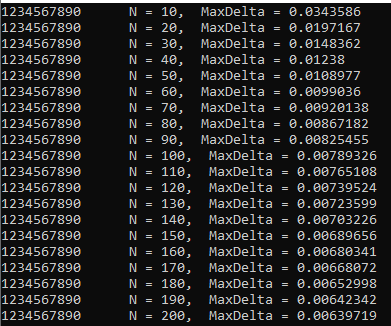 1234567890 N = 10, MaxDelta = 0.0343586
1234567890 N = 20, MaxDelta = 0.0197167
1234567890 N = 30, MaxDelta = 0.0148362
1234567890 N = 40, MaxDelta = 0.01238
1234567890 N = 50, MaxDelta = 0.0108977
1234567890 N = 60, MaxDelta = 0.0099036
1234567890 N = 70, MaxDelta = 0.00920138
1234567890 N = 80, MaxDelta = 0.00867182
1234567890 N = 90, MaxDelta = 0.00825455
1234567890 N = 100, MaxDelta = 0.00789326
1234567890 N = 110, MaxDelta = 0.00765108
1234567890 N = 120, MaxDelta = 0.00739524
1234567890 N = 130, MaxDelta = 0.00723599
1234567890 N = 140, MaxDelta = 0.00703226
1234567890 N = 150, MaxDelta = 0.00689656
1234567890 N = 160, MaxDelta = 0.00680341
1234567890 N = 170, MaxDelta = 0.00668072
1234567890 N = 180, MaxDelta = 0.00652998
1234567890 N = 190, MaxDelta = 0.00642342
1234567890 N = 200, MaxDelta = 0.00639719